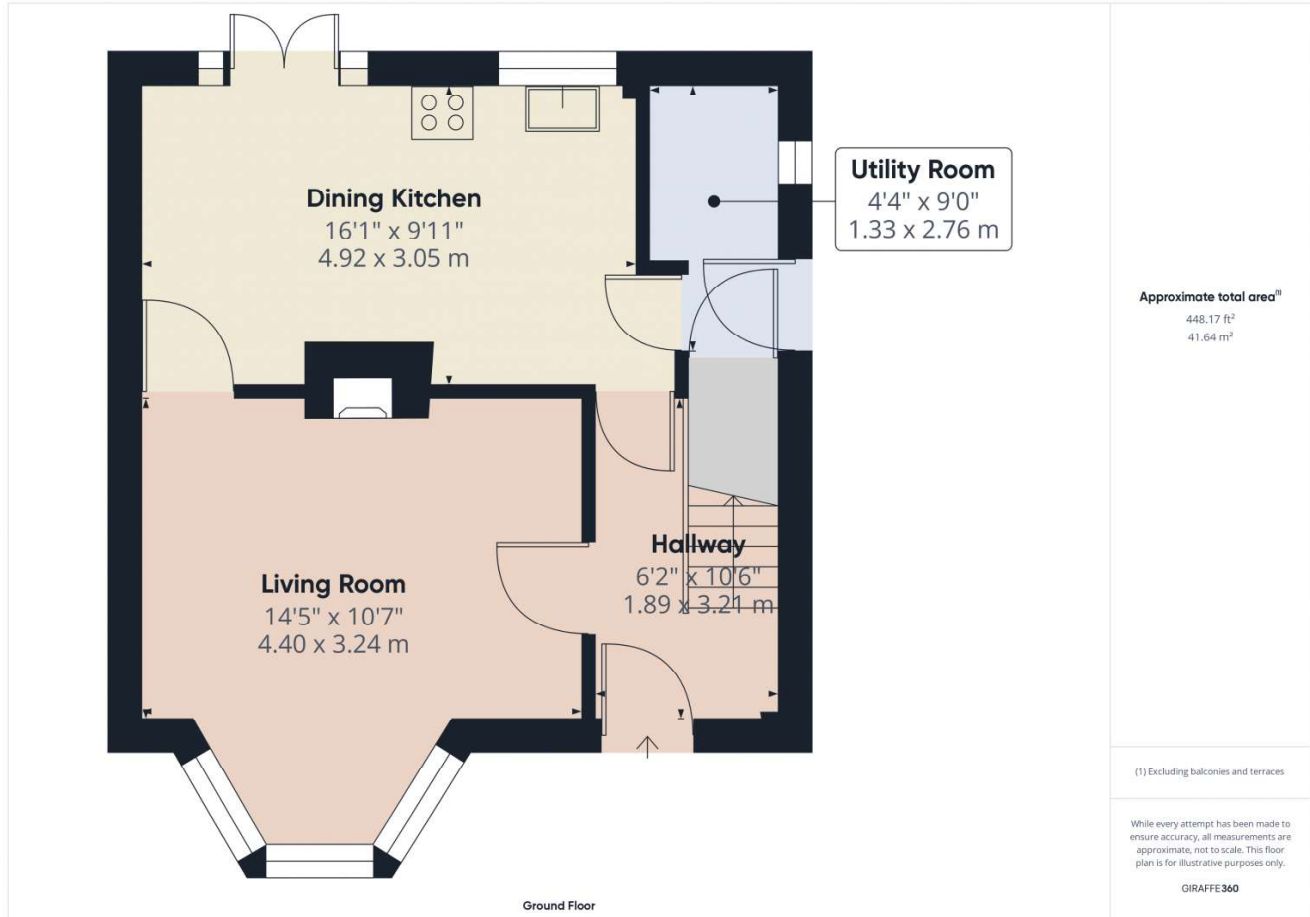 Dining Kitchen
16'1" x 9'11"
4.92 x 3.05 m
Utility Room
4'4" x 9'0"
1.33 x 2.76 m
Living Room
14'5" x 10'7"
4.40 x 3.24 m
Hallway
6'2" x 10'6"
1.89 x 3.21 m
Ground Floor
Approximate total area⁽¹⁾
448.17 ft²
41.64 m²
(1) Excluding balconies and terraces
While every attempt has been made to
ensure accuracy, all measurements are
approximate, not to scale. This floor
plan is for illustrative purposes only.
GIRAFFE360